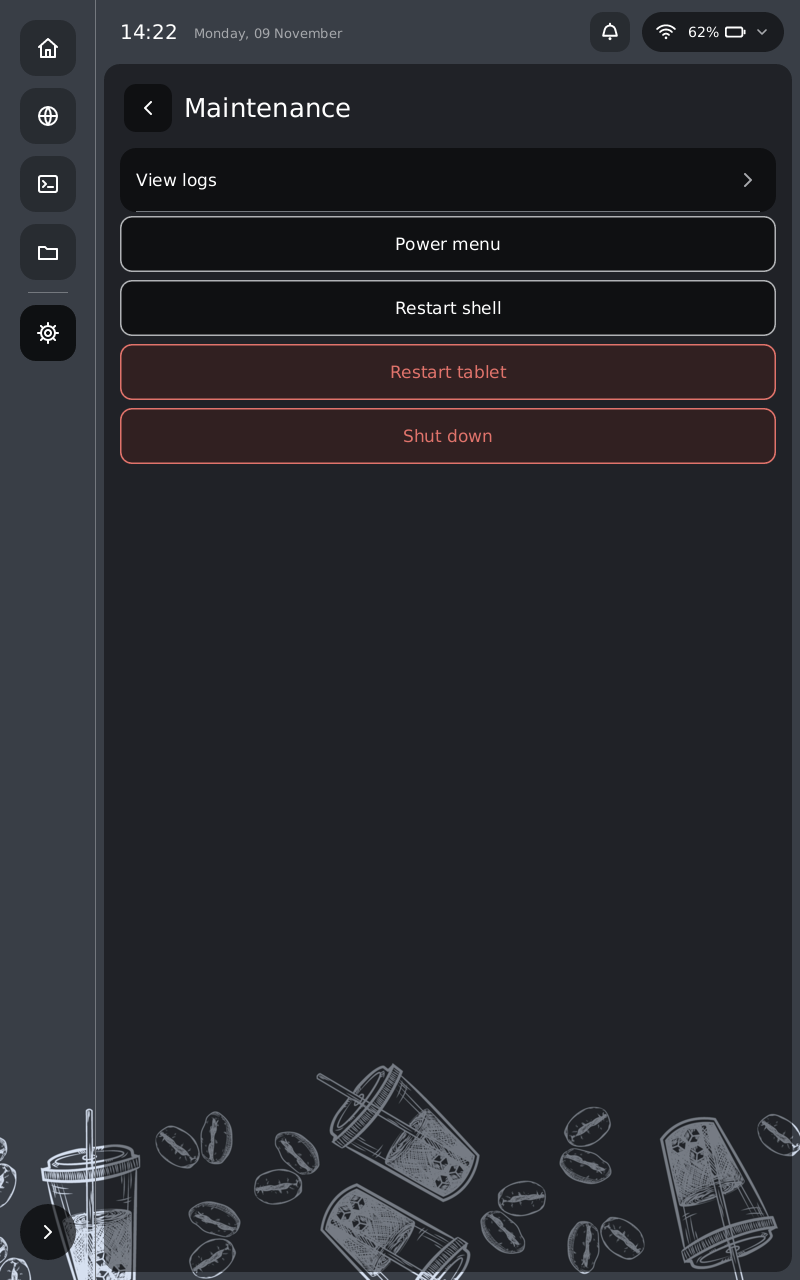 14:22 Monday, 09 November 62%
Maintenance
View logs
Power menu
Restart shell
Restart tablet
Shut down